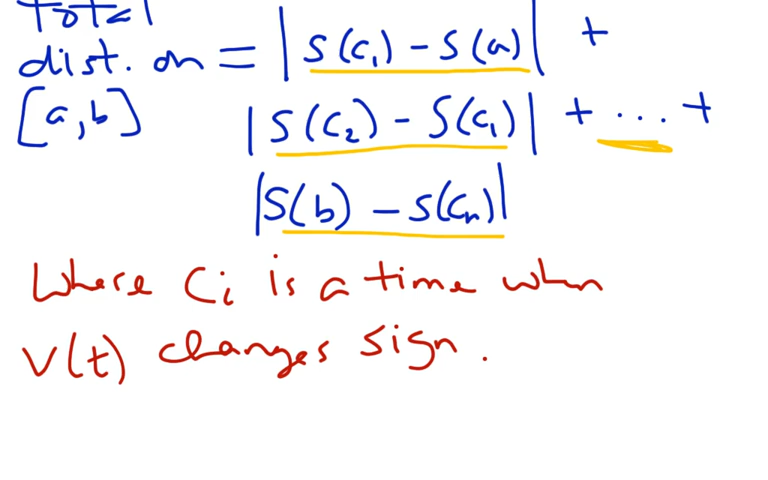 total
dist. on = |S(c₁) - S(a)| +
[a,b] |S(c₂) - S(c₁)| + ... +
|S(b) - S(cₙ)|
Where Cᵢ is a time when
V(t) changes sign.